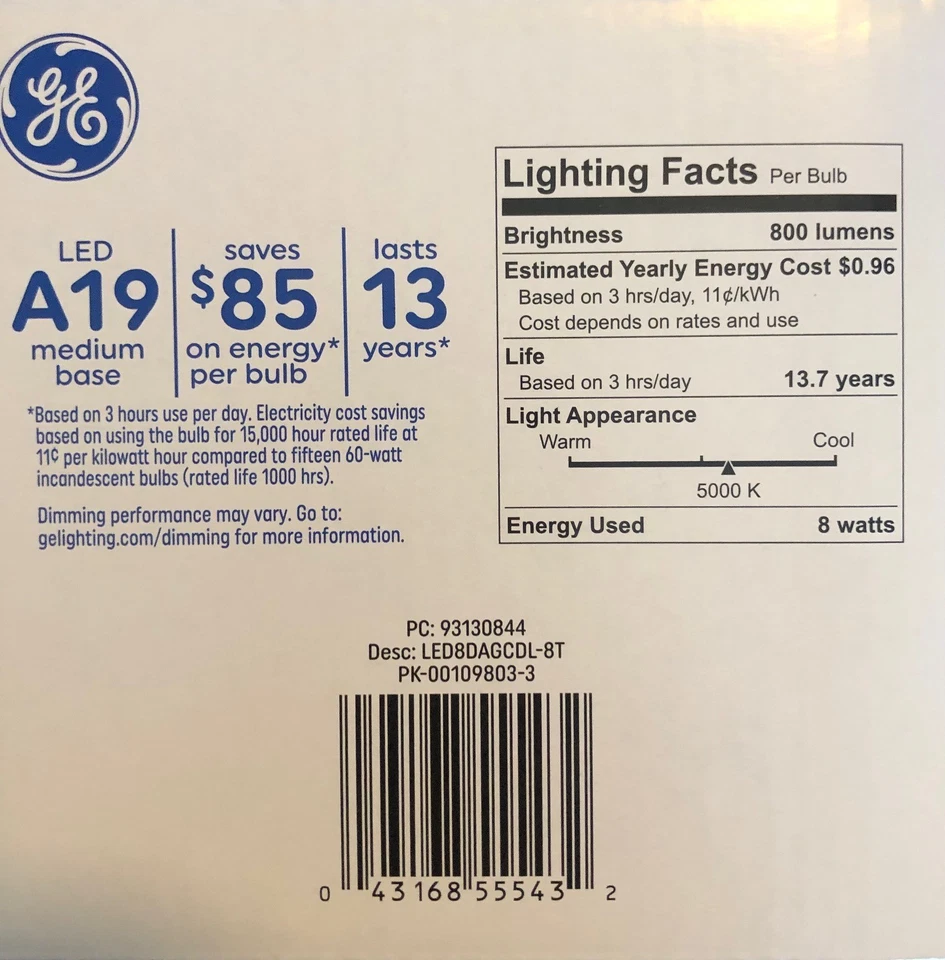 GE
LED
A19
medium
base
saves
$85
on energy*
per bulb
lasts
13
years*
*Based on 3 hours use per day. Electricity cost savings
based on using the bulb for 15,000 hour rated life at
11¢ per kilowatt hour compared to fifteen 60-watt
incandescent bulbs (rated life 1000 hrs).
Dimming performance may vary. Go to:
gelighting.com/dimming for more information.
Lighting Facts Per Bulb
Brightness 800 lumens
Estimated Yearly Energy Cost $0.96
Based on 3 hrs/day, 11¢/kWh
Cost depends on rates and use
Life
Based on 3 hrs/day 13.7 years
Light Appearance
Warm Cool
5000 K
Energy Used 8 watts
PC: 93130844
Desc: LED8DAGCDL-8T
PK-00109803-3
0 43168 55543 2